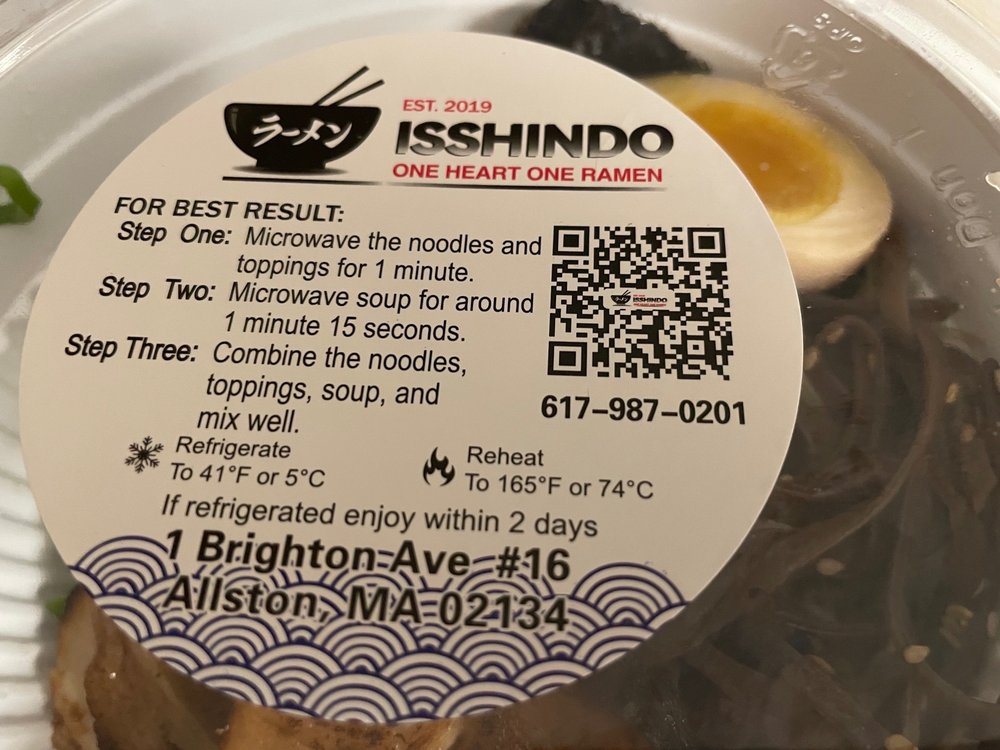 ラーメン
EST. 2019
ISSHINDO
ONE HEART ONE RAMEN
FOR BEST RESULT:
Step One: Microwave the noodles and
toppings for 1 minute.
Step Two: Microwave soup for around
1 minute 15 seconds.
Step Three: Combine the noodles,
toppings, soup, and
mix well.
ISSHINDO
617-987-0201
Refrigerate
To 41°F or 5°C
Reheat
To 165°F or 74°C
If refrigerated enjoy within 2 days
1 Brighton Ave #16
Allston, MA 02134